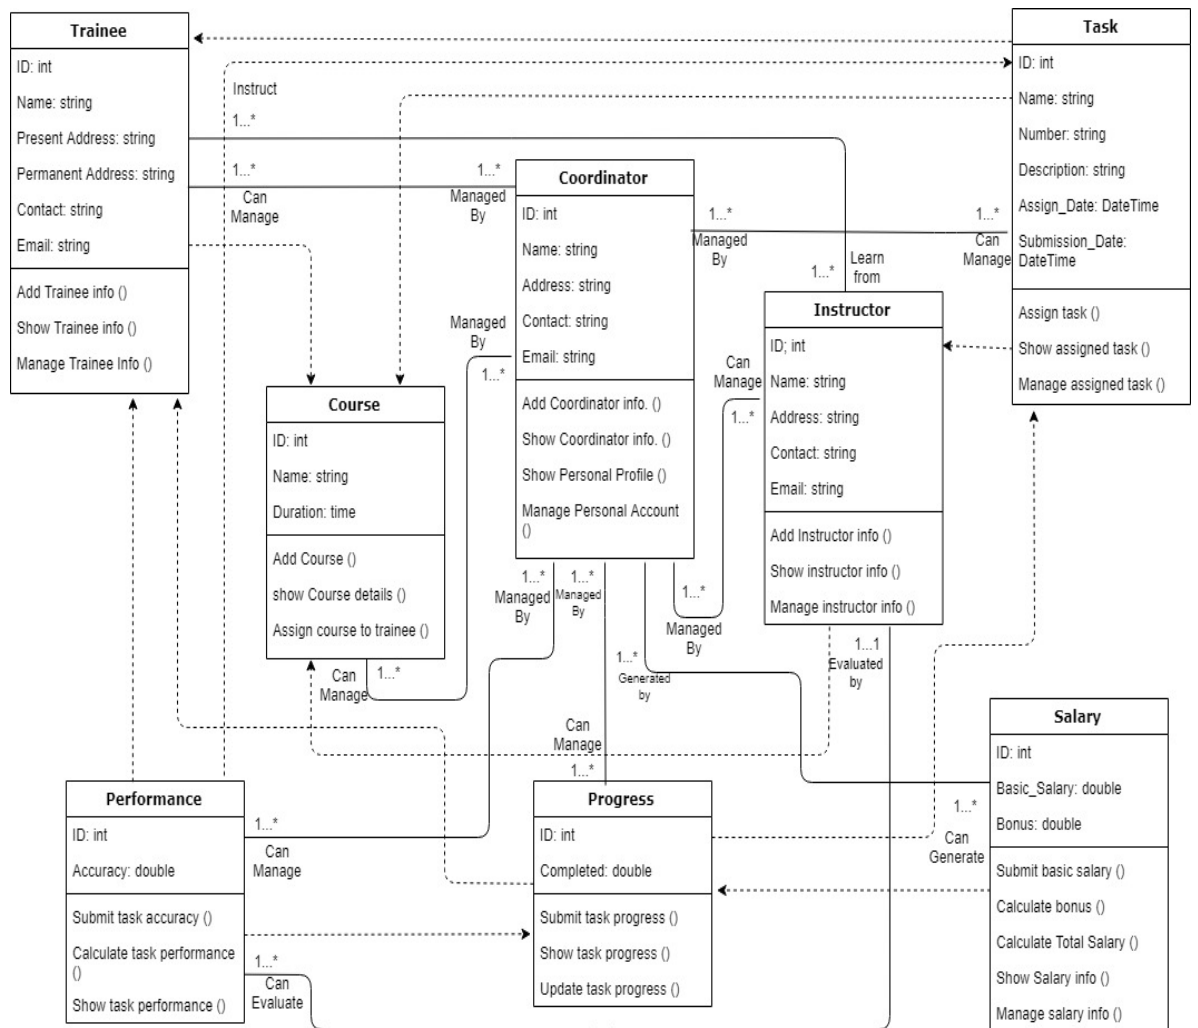 Trainee
ID: int
Name: string
Present Address: string
Permanent Address: string
Contact: string
Email: string
Add Trainee info ()
Show Trainee info ()
Manage Trainee Info ()
Task
ID: int
Name: string
Number: string
Description: string
Assign_Date: DateTime
Submission_Date:
DateTime
Assign task ()
Show assigned task ()
Manage assigned task ()
Instruct
1...*
1...*
Can
Manage
1...*
Managed
By
Coordinator
ID: int
Name: string
Address: string
Contact: string
Email: string
Add Coordinator info. ()
Show Coordinator info. ()
Show Personal Profile ()
Manage Personal Account
()
1...*
Managed
By
1...*
Can
Manage
Learn
from
1...*
Instructor
ID; int
Name: string
Address: string
Contact: string
Email: string
Add Instructor info ()
Show instructor info ()
Manage instructor info ()
Managed
By
1...*
Can
Manage
1...*
Course
ID: int
Name: string
Duration: time
Add Course ()
show Course details ()
Assign course to trainee ()
Can
Manage
1...*
1...*
Managed
By
1...*
Managed
By
1...*
Managed
By
1...*
Generated
by
1...1
Evaluated
by
Can
Manage
1...*
Salary
ID: int
Basic_Salary: double
Bonus: double
Submit basic salary ()
Calculate bonus ()
Calculate Total Salary ()
Show Salary info ()
Manage salary info ()
1...*
Can
Generate
Performance
ID: int
Accuracy: double
Submit task accuracy ()
Calculate task performance
()
Show task performance ()
1...*
Can
Manage
1...*
Can
Evaluate
Progress
ID: int
Completed: double
Submit task progress ()
Show task progress ()
Update task progress ()